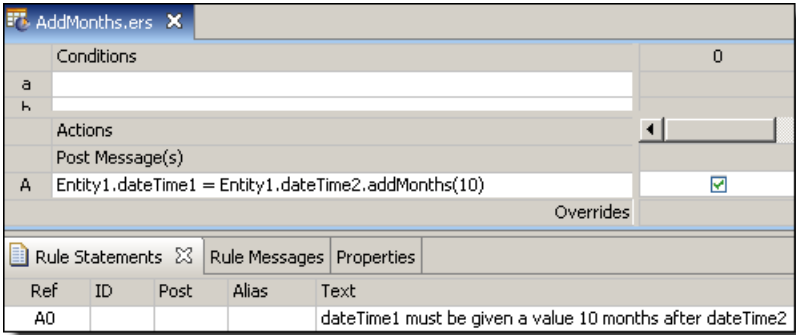 AddMonths.ers
Conditions 0
a
b
Actions
Post Message(s)
A Entity1.dateTime1 = Entity1.dateTime2.addMonths(10)
Overrides
Rule Statements Rule Messages Properties
Ref ID Post Alias Text
A0 dateTime1 must be given a value 10 months after dateTime2